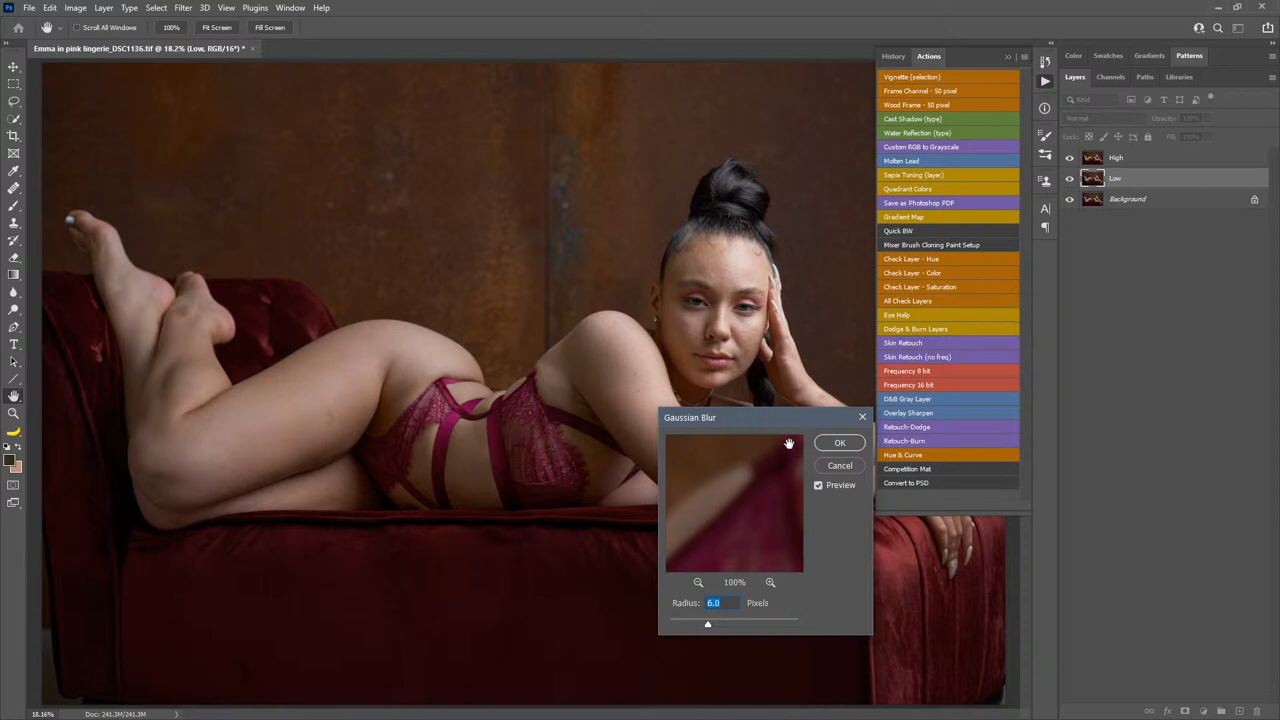 File Edit Image Layer Type Select Filter 3D View Plugins Window Help
Scroll All Windows 100% Fit Screen Fill Screen
Emma in pink lingerie_DSC1136.tif @ 18.2% (Low, RGB/16*) *
History Actions
Vignette (selection)
Frame Channel - 50 pixel
Wood Frame - 50 pixel
Cast Shadow (type)
Water Reflection (type)
Custom RGB to Grayscale
Molten Lead
Sepia Toning (layer)
Quadrant Colors
Save as Photoshop PDF
Gradient Map
Quick BW
Mixer Brush Cloning Paint Setup
Check Layer - Hue
Check Layer - Color
Check Layer - Saturation
All Check Layers
Eye Help
Dodge & Burn Layers
Skin Retouch
Skin Retouch (no freq)
Frequency 8 bit
Frequency 16 bit
D&B Gray Layer
Overlay Sharpen
Retouch-Dodge
Retouch-Burn
Hue & Curve
Competition Mat
Convert to PSD
Color Swatches Gradients Patterns
Layers Channels Paths Libraries
Kind
Normal Opacity: 100%
Lock: Fill: 100%
High
Low
Background
Gaussian Blur
OK
Cancel
Preview
100%
Radius: 6.0 Pixels
18.16% Doc: 241.3M/241.3M